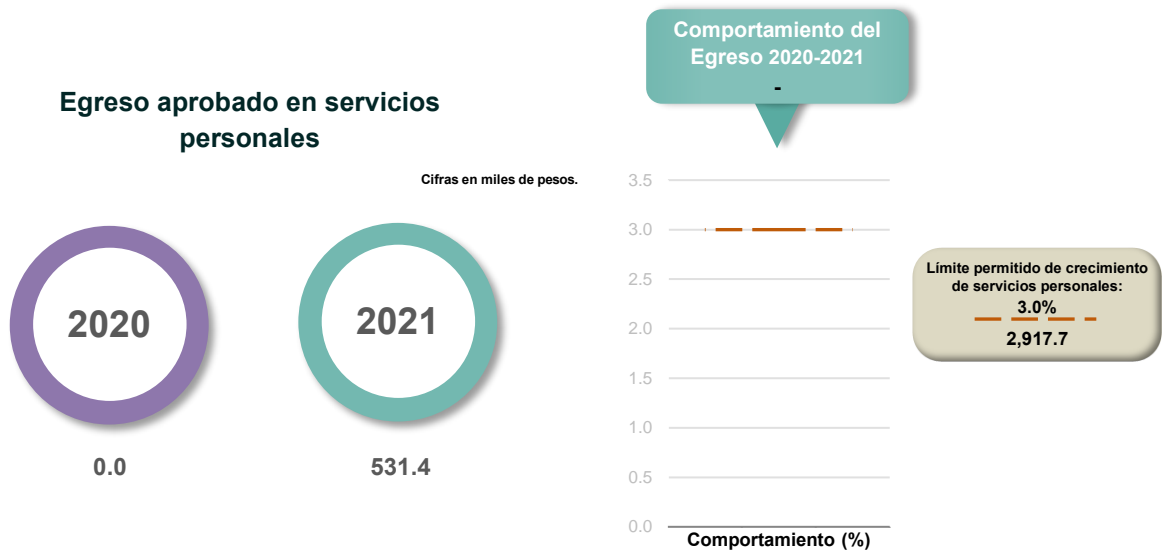 Comportamiento del
Egreso 2020-2021
-
Egreso aprobado en servicios
personales
Cifras en miles de pesos.
2020
2021
0.0
531.4
3.5
3.0
2.5
2.0
1.5
1.0
0.5
0.0
Comportamiento (%)
Límite permitido de crecimiento
de servicios personales:
3.0%
2,917.7